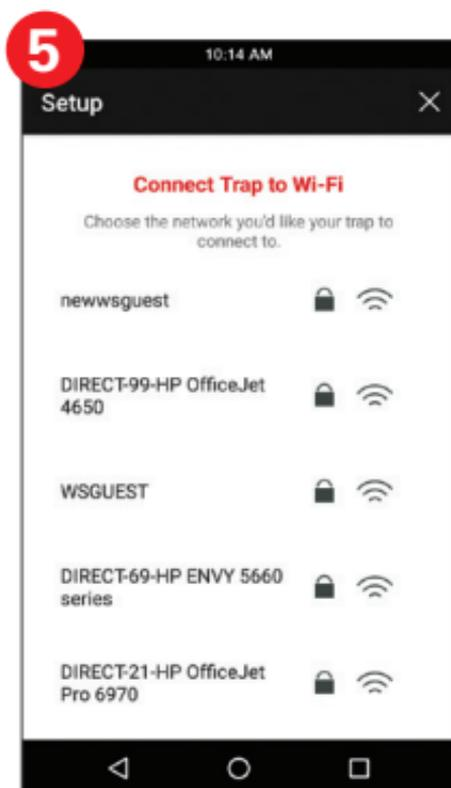 5
10:14 AM
Setup
Connect Trap to Wi-Fi
Choose the network you'd like your trap to
connect to.
newwsguest
DIRECT-99-HP OfficeJet
4650
WSGUEST
DIRECT-69-HP ENVY 5660
series
DIRECT-21-HP OfficeJet
Pro 6970